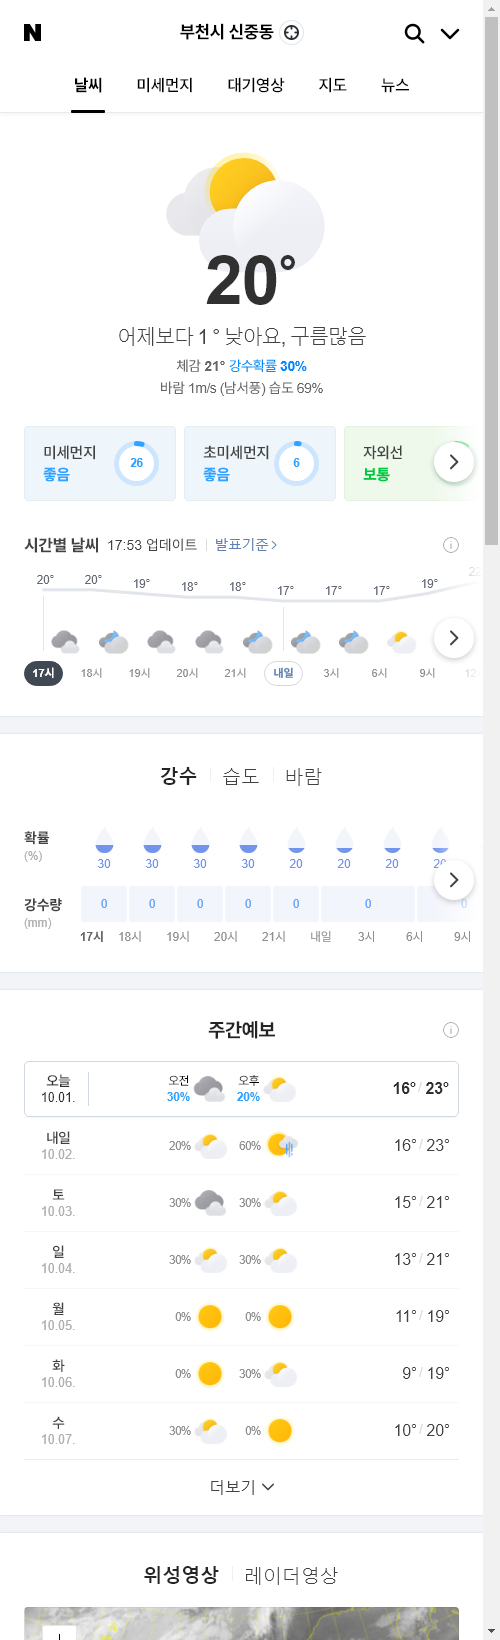 N 부천시 신중동
날씨 미세먼지 대기영상 지도 뉴스
20°
어제보다 1 ° 낮아요, 구름많음
체감 21° 강수확률 30%
바람 1m/s (남서풍) 습도 69%
미세먼지 좋음 26
초미세먼지 좋음 6
자외선 보통
시간별 날씨 17:53 업데이트 발표기준
20° 20° 19° 18° 18° 17° 17° 17° 19° 22
17시 18시 19시 20시 21시 내일 3시 6시 9시 12
강수 습도 바람
확률 (%)
30 30 30 30 20 20 20 20
강수량 (mm)
0 0 0 0 0 0 0
17시 18시 19시 20시 21시 내일 3시 6시 9시
주간예보
오늘 10.01. 오전 30% 오후 20% 16° / 23°
내일 10.02. 20% 60% 16° / 23°
토 10.03. 30% 30% 15° / 21°
일 10.04. 30% 30% 13° / 21°
월 10.05. 0% 0% 11° / 19°
화 10.06. 0% 30% 9° / 19°
수 10.07. 30% 0% 10° / 20°
더보기
위성영상 레이더영상